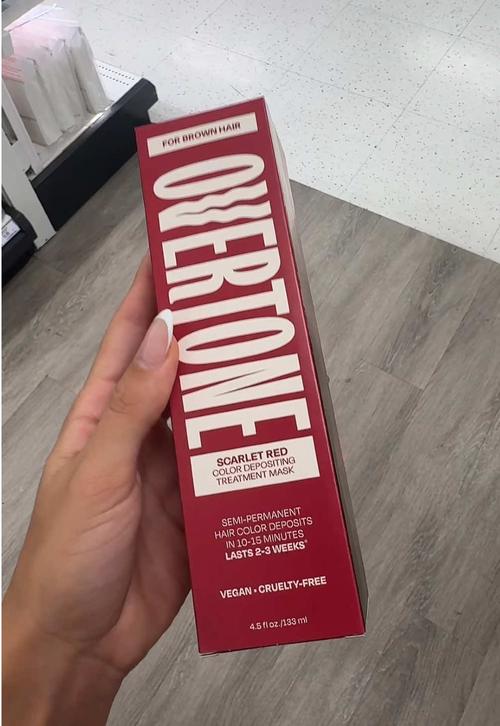 FOR BROWN HAIR
OVERTONE
SCARLET RED
COLOR DEPOSITING
TREATMENT MASK
SEMI-PERMANENT
HAIR COLOR DEPOSITS
IN 10-15 MINUTES
LASTS 2-3 WEEKS*
VEGAN • CRUELTY-FREE
4.5 fl oz./133 ml